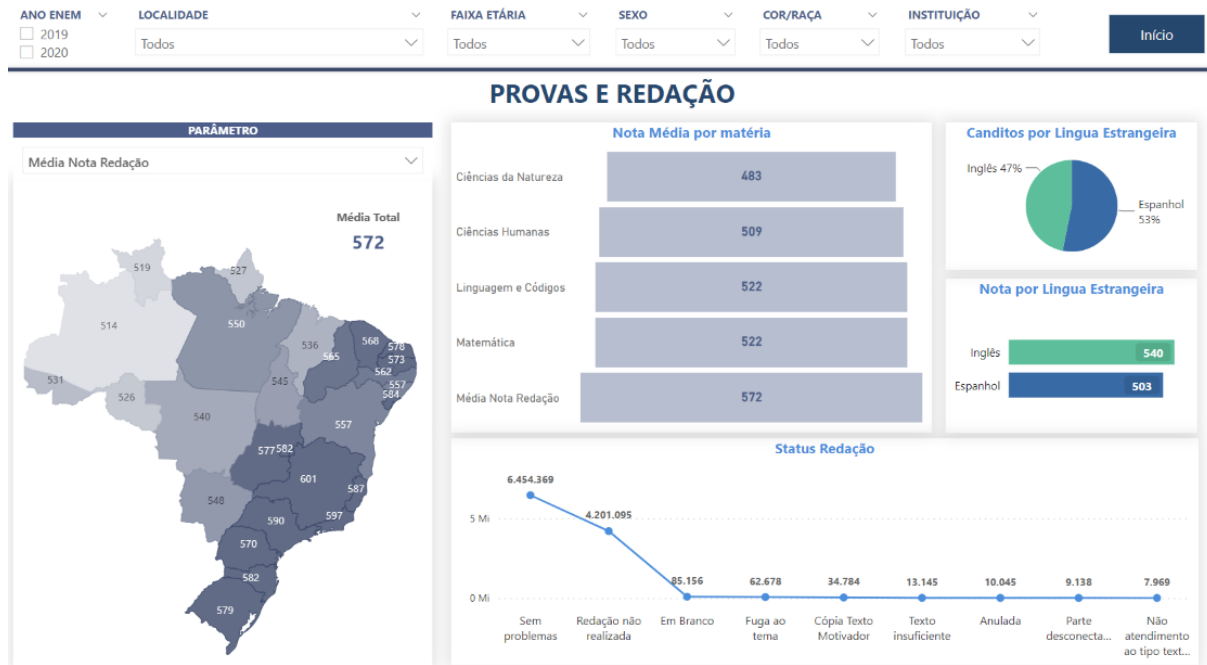 ANO ENEM
2019
2020
LOCALIDADE
Todos
FAIXA ETÁRIA
Todos
SEXO
Todos
COR/RAÇA
Todos
INSTITUIÇÃO
Todos
Início
PROVAS E REDAÇÃO
PARÂMETRO
Média Nota Redação
Média Total
572
519
527
514
550
536
565
568
578
573
562
557
584
531
526
545
540
557
577
582
601
587
548
590
597
570
582
579
Nota Média por matéria
Ciências da Natureza
483
Ciências Humanas
509
Linguagem e Códigos
522
Matemática
522
Média Nota Redação
572
Canditos por Lingua Estrangeira
Inglês 47%
Espanhol
53%
Nota por Lingua Estrangeira
Inglês
540
Espanhol
503
Status Redação
6.454.369
5 Mi
4.201.095
85.156
62.678
34.784
13.145
10.045
9.138
7.969
0 Mi
Sem
problemas
Redação não
realizada
Em Branco
Fuga ao
tema
Cópia Texto
Motivador
Texto
insuficiente
Anulada
Parte
desconecta...
Não
atendimento
ao tipo text...